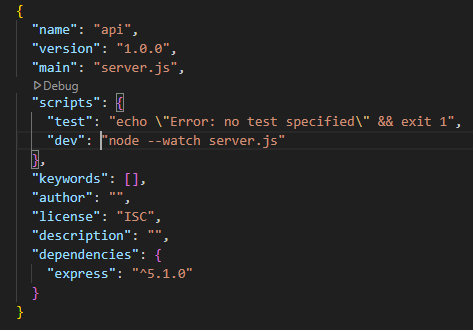 {
"name": "api",
"version": "1.0.0",
"main": "server.js",
Debug
"scripts": {
"test": "echo \"Error: no test specified\" && exit 1",
"dev": "node --watch server.js"
},
"keywords": [],
"author": "",
"license": "ISC",
"description": "",
"dependencies": {
"express": "^5.1.0"
}
}